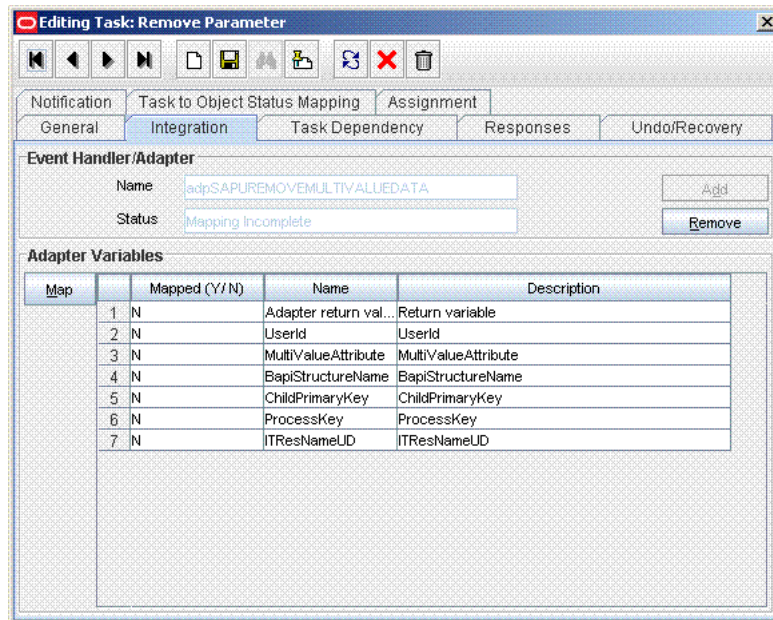 Editing Task: Remove Parameter
Notification Task to Object Status Mapping Assignment
General Integration Task Dependency Responses Undo/Recovery
Event Handler/Adapter
Name adpSAPUREMOVEMULTIVALUEDATA Add
Status Mapping Incomplete Remove
Adapter Variables
Map Mapped (Y/N) Name Description
1 N Adapter return val... Return variable
2 N UserId UserId
3 N MultiValueAttribute MultiValueAttribute
4 N BapiStructureName BapiStructureName
5 N ChildPrimaryKey ChildPrimaryKey
6 N ProcessKey ProcessKey
7 N ITResNameUD ITResNameUD